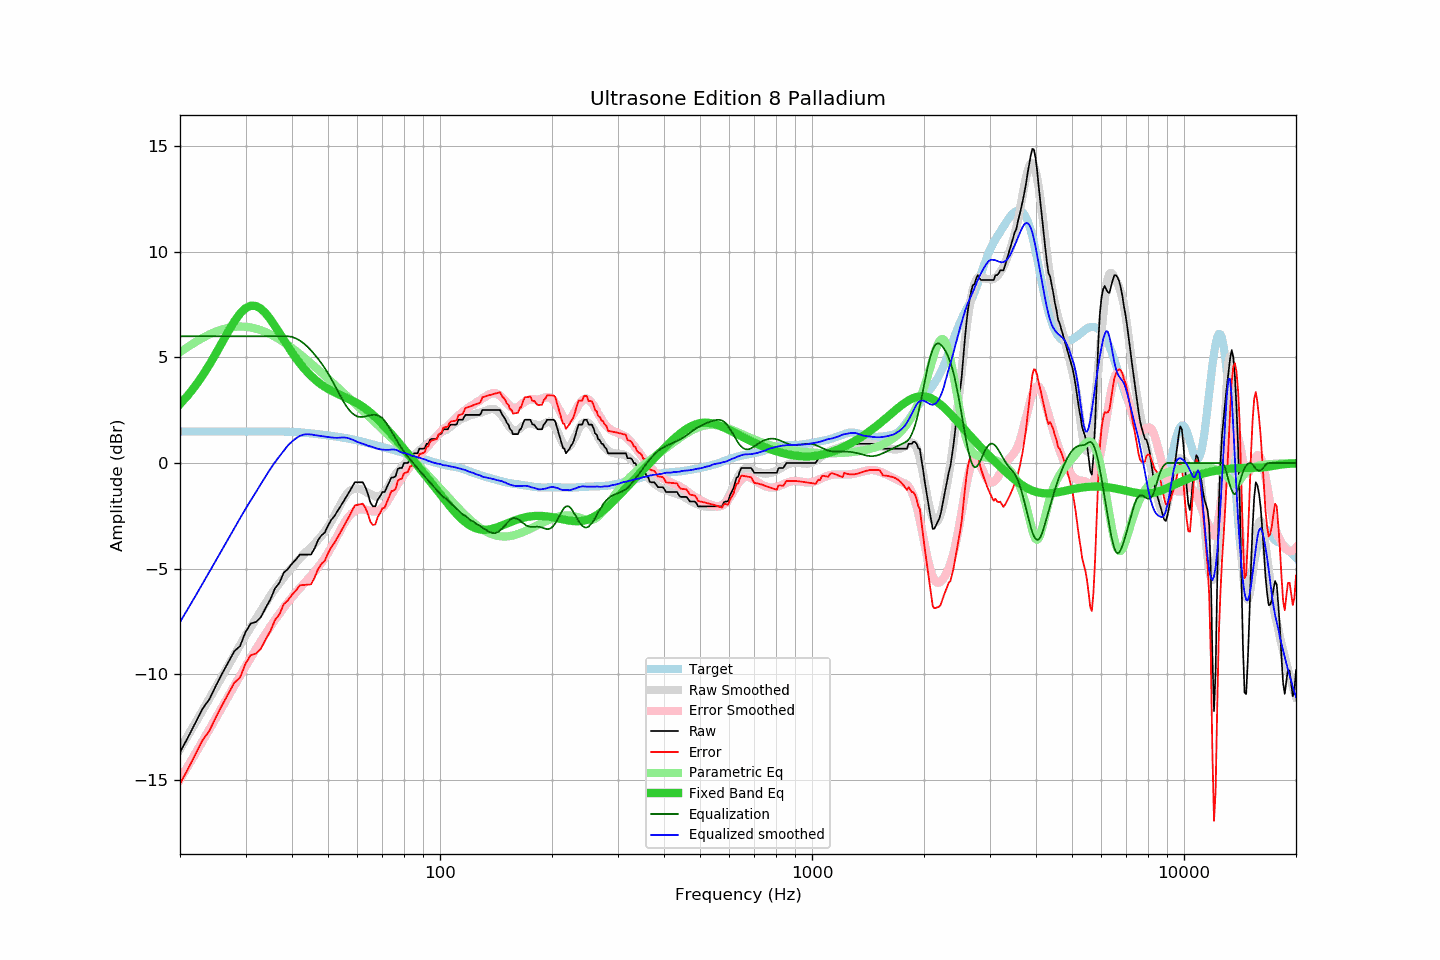 Ultrasone Edition 8 Palladium
Amplitude (dBr)
15
10
5
0
−5
−10
−15
Target
Raw Smoothed
Error Smoothed
Raw
Error
Parametric Eq
Fixed Band Eq
Equalization
Equalized smoothed
100 1000 10000
Frequency (Hz)